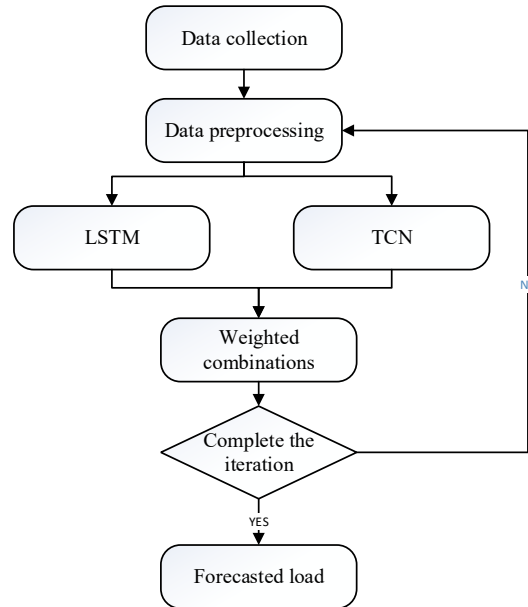 Data collection
Data preprocessing
LSTM
TCN
Weighted
combinations
Complete the
iteration
YES
Forecasted load